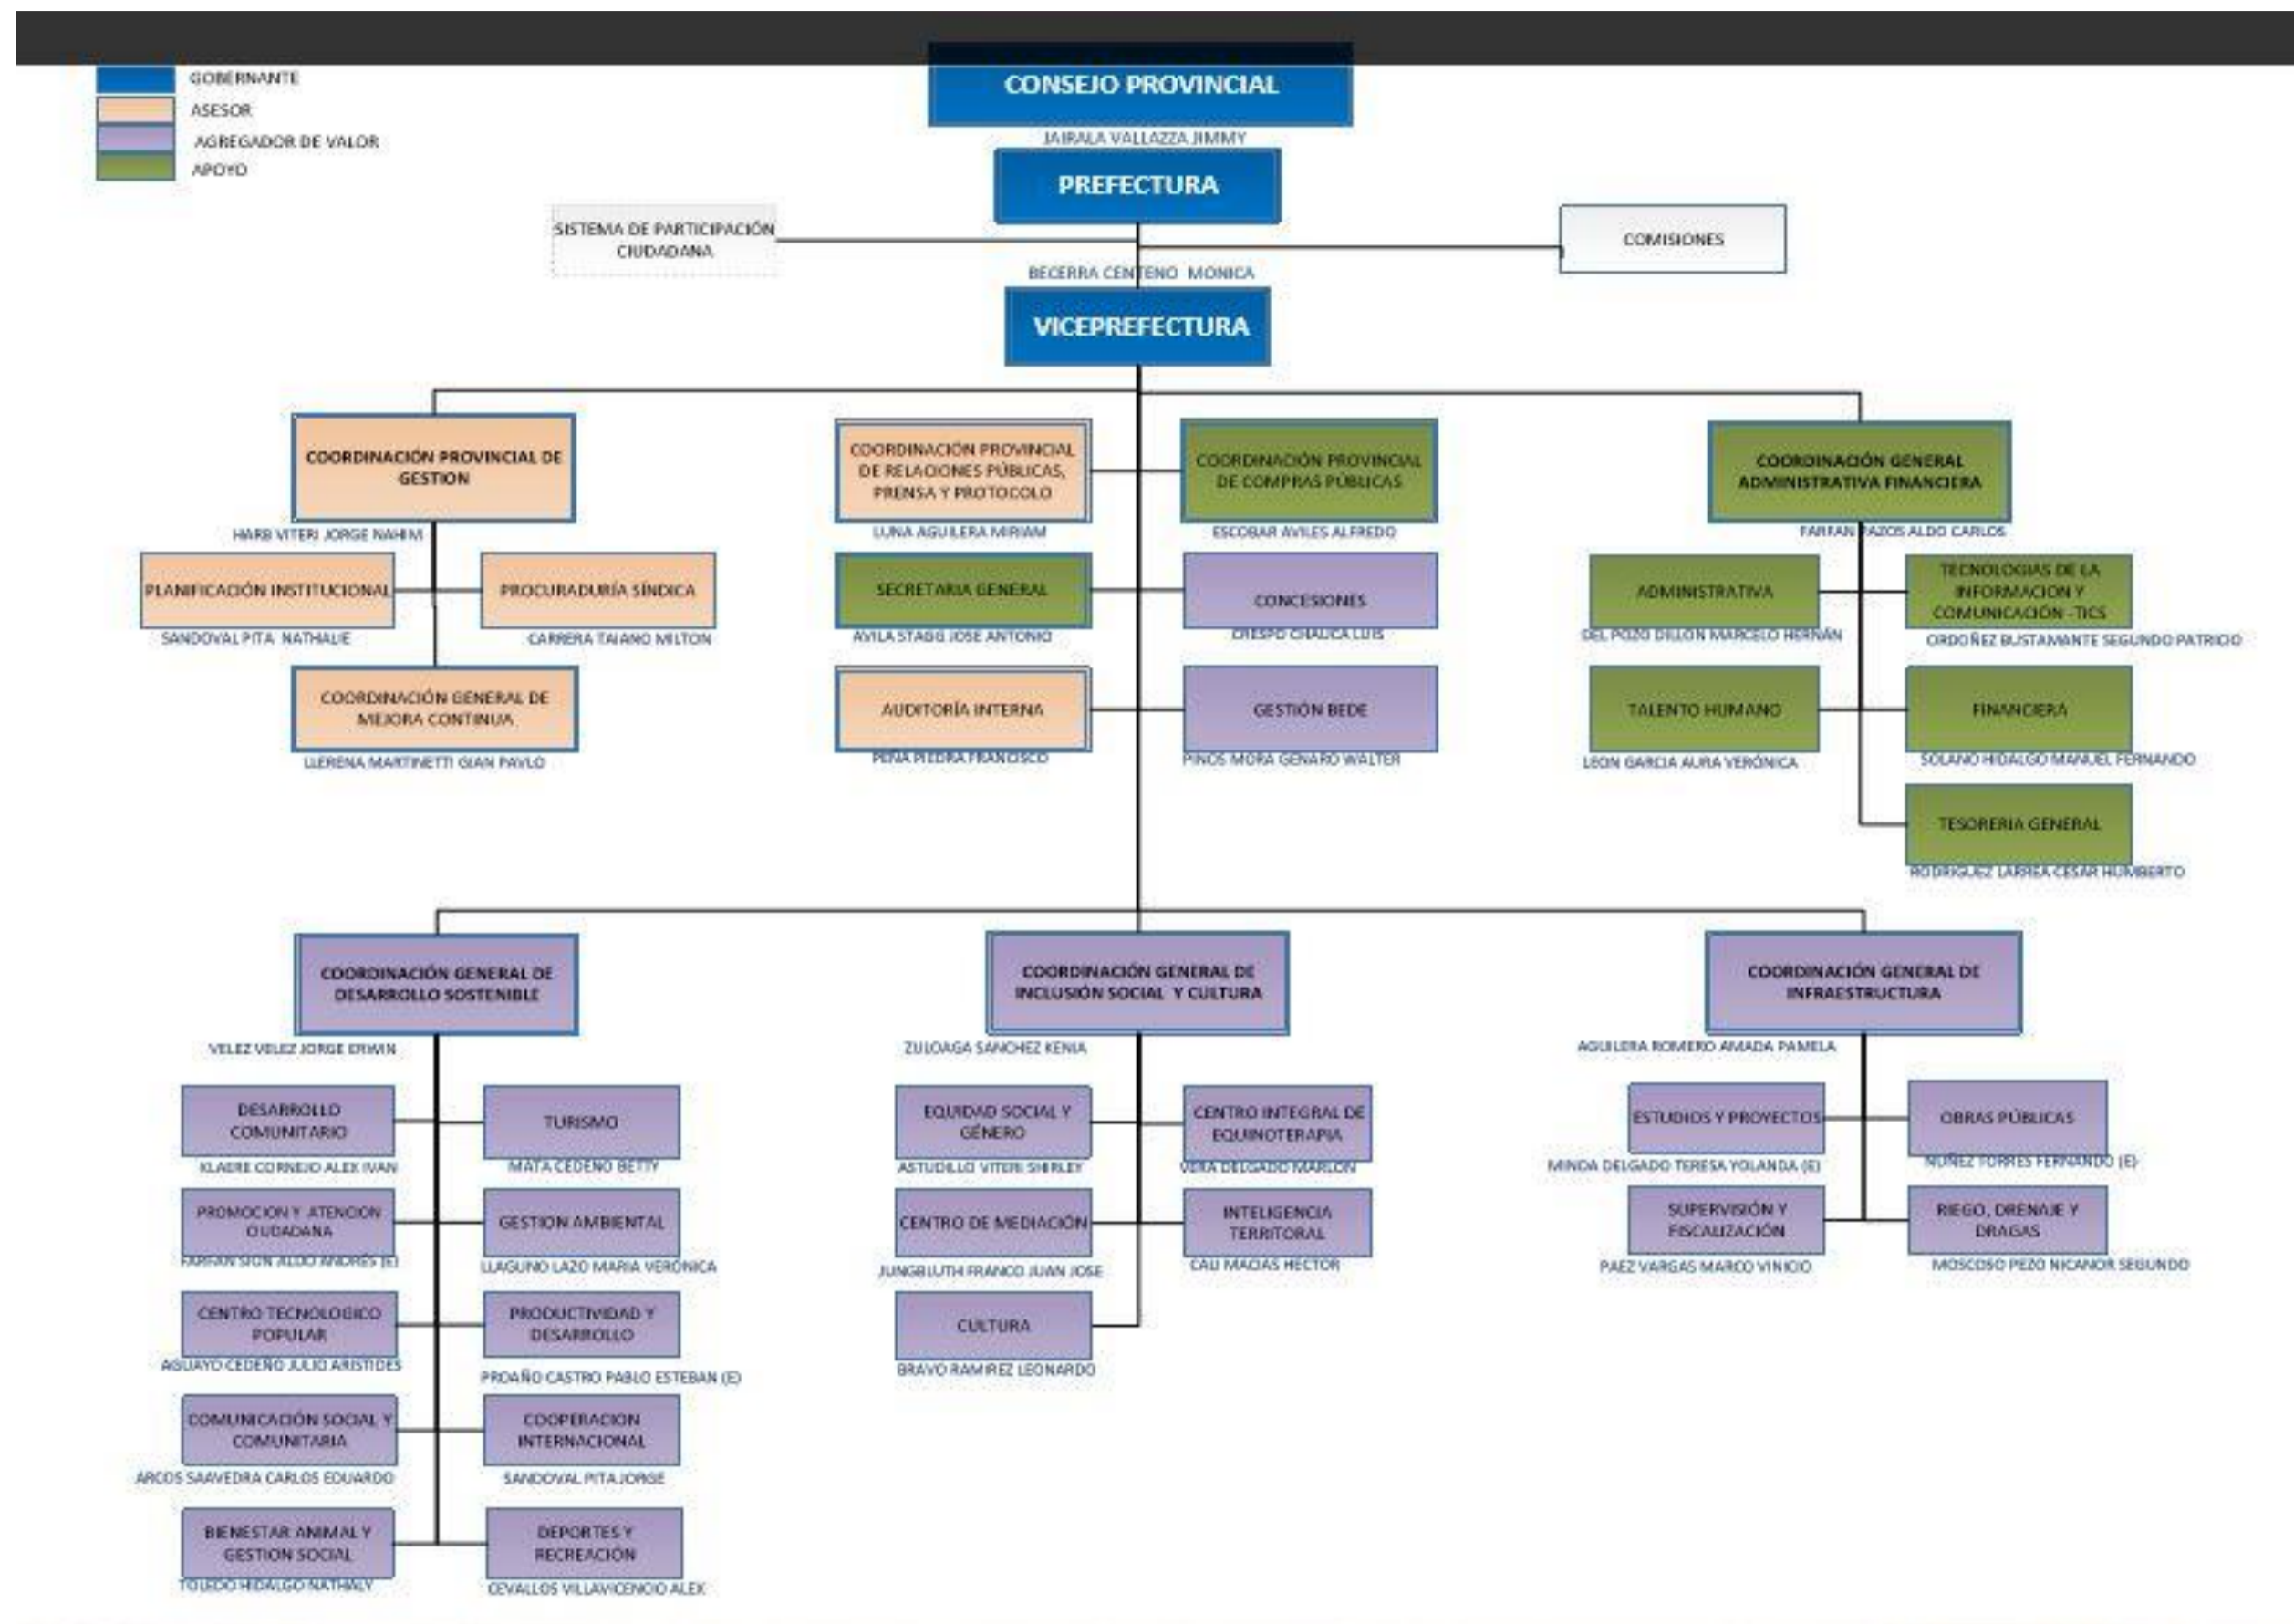 GOBERNANTE
ASESOR
AGREGADOR DE VALOR
APOYO
CONSEJO PROVINCIAL
JAIRALA VALLAZZA JIMMY
PREFECTURA
SISTEMA DE PARTICIPACIÓN
CIUDADANA
COMISIONES
BECERRA CENTENO MONICA
VICEPREFECTURA
COORDINACIÓN PROVINCIAL DE
GESTION
HARB VITERI JORGE NAHIM
PLANIFICACIÓN INSTITUCIONAL
SANDOVAL PITA NATHALIE
PROCURADURÍA SÍNDICA
CARRERA TAIANO MILTON
COORDINACIÓN GENERAL DE
MEJORA CONTINUA
LLERENA MARTINETTI GIAN PAVLO
COORDINACIÓN PROVINCIAL
DE RELACIONES PÚBLICAS,
PRENSA Y PROTOCOLO
LUNA AGUILERA MIRIAM
COORDINACIÓN PROVINCIAL
DE COMPRAS PÚBLICAS
ESCOBAR AVILES ALFREDO
SECRETARIA GENERAL
AVILA STAGG JOSE ANTONIO
CONCESIONES
CRESPO CHAUCA LUIS
AUDITORÍA INTERNA
PEÑA PIEDRA FRANCISCO
GESTIÓN BEDE
PINOS MORA GENARO WALTER
COORDINACIÓN GENERAL
ADMINISTRATIVA FINANCIERA
FARFAN PAZOS ALDO CARLOS
ADMINISTRATIVA
DEL POZO DILLON MARCELO HERNÁN
TECNOLOGIAS DE LA
INFORMACION Y
COMUNICACIÓN -TICS
ORDOÑEZ BUSTAMANTE SEGUNDO PATRICIO
TALENTO HUMANO
LEON GARCIA AURA VERÓNICA
FINANCIERA
SOLANO HIDALGO MANUEL FERNANDO
TESORERIA GENERAL
RODRIGUEZ LARREA CESAR HUMBERTO
COORDINACIÓN GENERAL DE
DESARROLLO SOSTENIBLE
VELEZ VELEZ JORGE ERWIN
DESARROLLO
COMUNITARIO
KLAERE CORNEJO ALEX IVAN
TURISMO
MATA CEDEÑO BETTY
PROMOCION Y ATENCION
CIUDADANA
FARFAN SION ALDO ANDRÉS (E)
GESTION AMBIENTAL
LLAGUNO LAZO MARIA VERÓNICA
CENTRO TECNOLOGICO
POPULAR
AGUAYO CEDEÑO JULIO ARISTIDES
PRODUCTIVIDAD Y
DESARROLLO
PROAÑO CASTRO PABLO ESTEBAN (E)
COMUNICACIÓN SOCIAL Y
COMUNITARIA
ARCOS SAAVEDRA CARLOS EDUARDO
COOPERACION
INTERNACIONAL
SANDOVAL PITA JORGE
BIENESTAR ANIMAL Y
GESTION SOCIAL
TOLEDO HIDALGO NATHALY
DEPORTES Y
RECREACIÓN
CEVALLOS VILLAVICENCIO ALEX
COORDINACIÓN GENERAL DE
INCLUSIÓN SOCIAL Y CULTURA
ZULOAGA SANCHEZ KENIA
EQUIDAD SOCIAL Y
GÉNERO
ASTUDILLO VITERI SHIRLEY
CENTRO INTEGRAL DE
EQUINOTERAPIA
VERA DELGADO MARLON
CENTRO DE MEDIACIÓN
JUNGBLUTH FRANCO JUAN JOSE
INTELIGENCIA
TERRITORAL
CALI MACIAS HECTOR
CULTURA
BRAVO RAMIREZ LEONARDO
COORDINACIÓN GENERAL DE
INFRAESTRUCTURA
AGUILERA ROMERO AMADA PAMELA
ESTUDIOS Y PROYECTOS
MINDA DELGADO TERESA YOLANDA (E)
OBRAS PÚBLICAS
NÚÑEZ TORRES FERNANDO (E)
SUPERVISIÓN Y
FISCALIZACIÓN
PAEZ VARGAS MARCO VINICIO
RIEGO, DRENAJE Y
DRAGAS
MOSCOSO PEZO NICANOR SEGUNDO